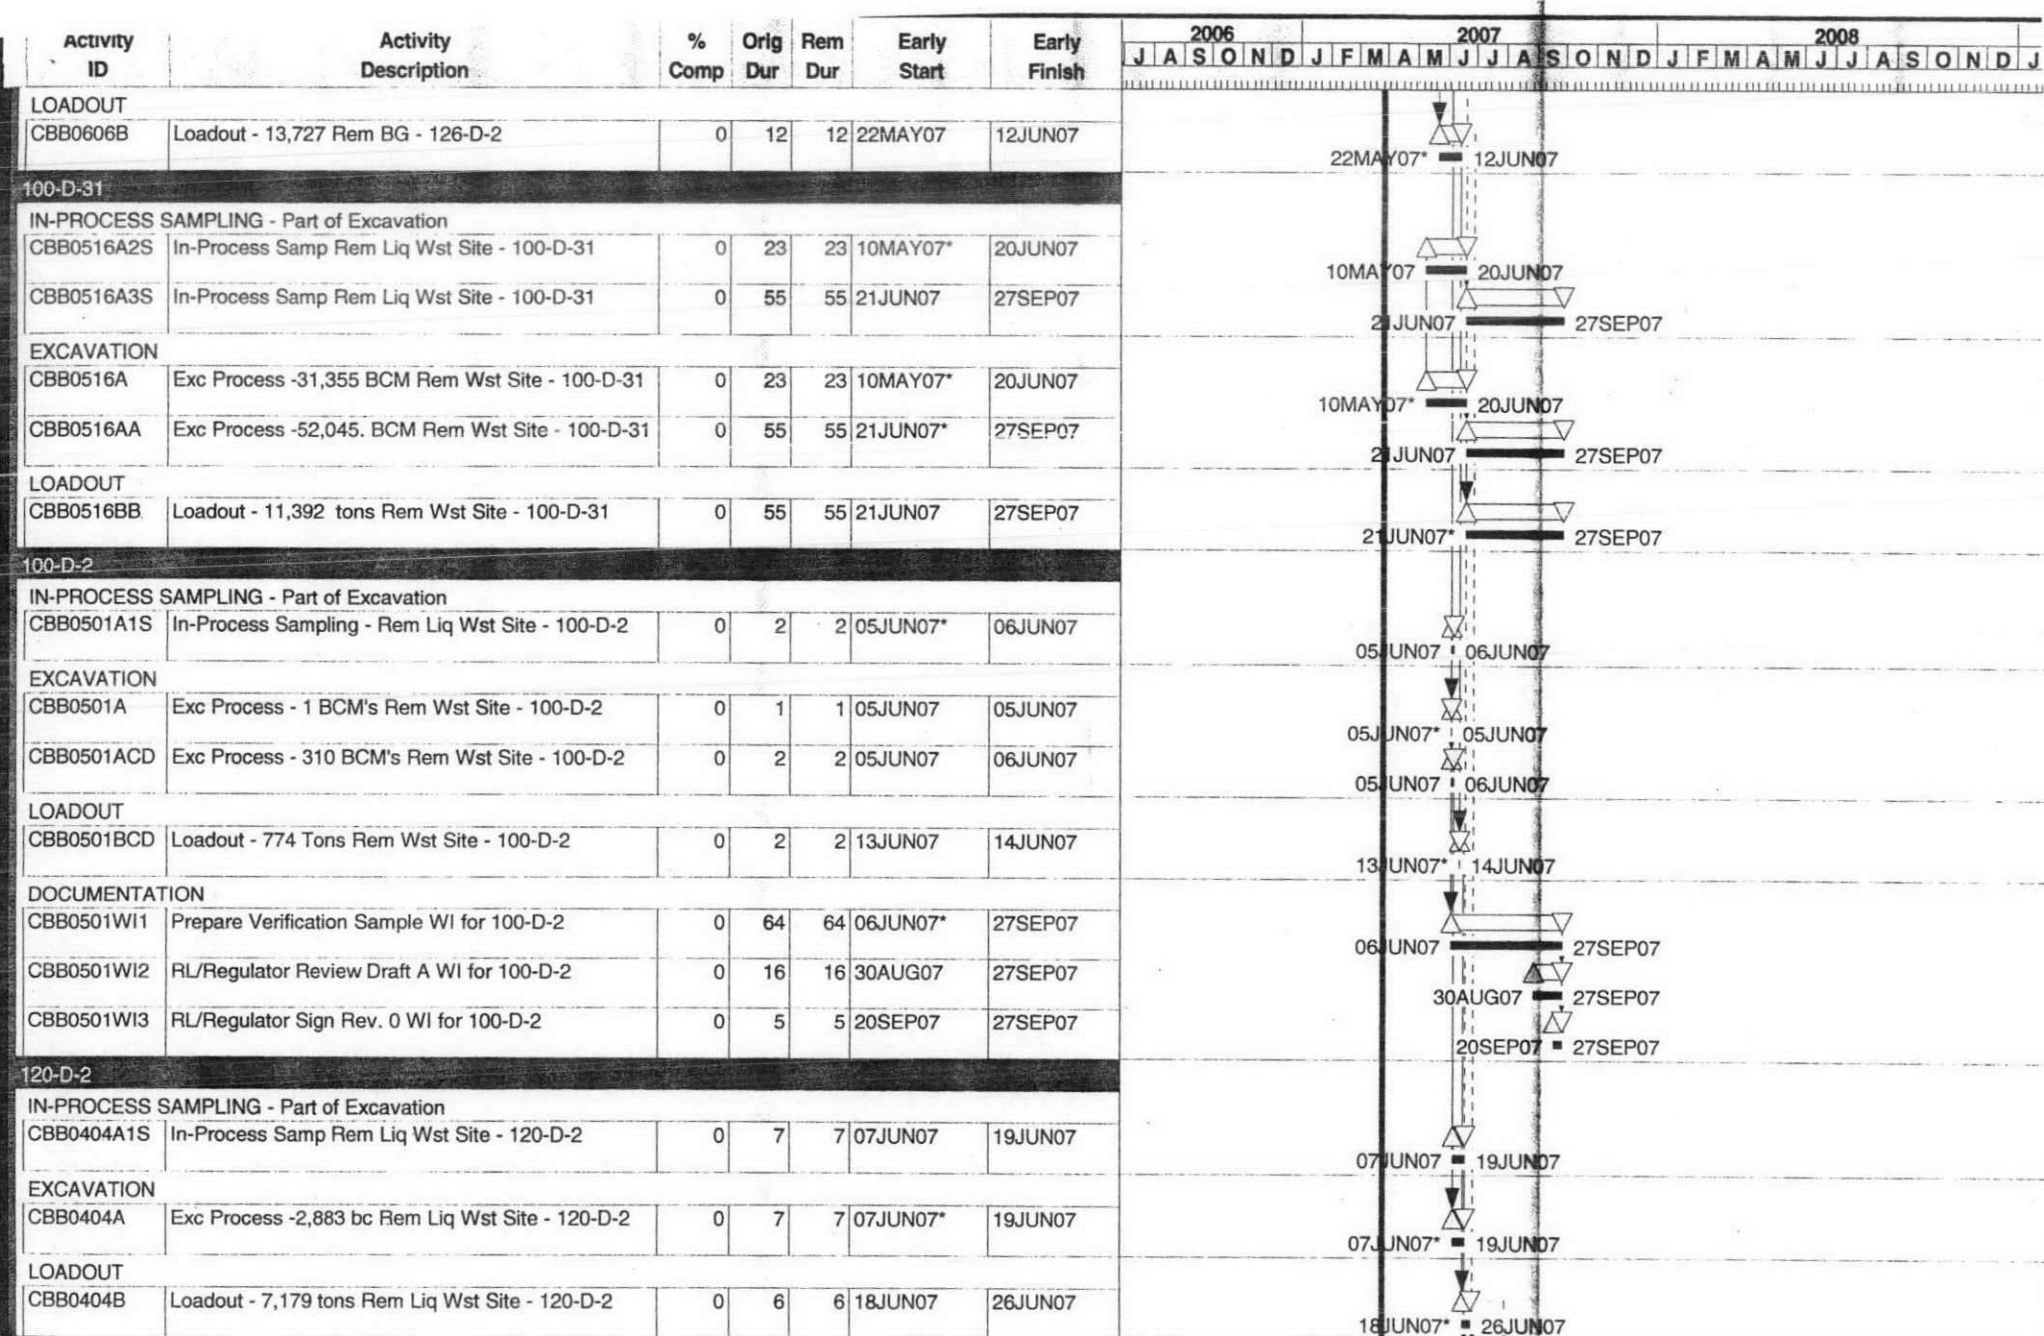 Activity ID Activity Description % Comp Orig Dur Rem Dur Early Start Early Finish
2006 2007 2008
J A S O N D J F M A M J J A S O N D J F M A M J J A S O N D J
LOADOUT
CBB0606B Loadout - 13,727 Rem BG - 126-D-2 0 12 12 22MAY07 12JUN07
22MAY07* 12JUN07
100-D-31
IN-PROCESS SAMPLING - Part of Excavation
CBB0516A2S In-Process Samp Rem Liq Wst Site - 100-D-31 0 23 23 10MAY07* 20JUN07
10MAY07 20JUN07
CBB0516A3S In-Process Samp Rem Liq Wst Site - 100-D-31 0 55 55 21JUN07 27SEP07
21JUN07 27SEP07
EXCAVATION
CBB0516A Exc Process -31,355 BCM Rem Wst Site - 100-D-31 0 23 23 10MAY07* 20JUN07
10MAY07* 20JUN07
CBB0516AA Exc Process -52,045. BCM Rem Wst Site - 100-D-31 0 55 55 21JUN07* 27SEP07
21JUN07 27SEP07
LOADOUT
CBB0516BB Loadout - 11,392 tons Rem Wst Site - 100-D-31 0 55 55 21JUN07 27SEP07
21JUN07* 27SEP07
100-D-2
IN-PROCESS SAMPLING - Part of Excavation
CBB0501A1S In-Process Sampling - Rem Liq Wst Site - 100-D-2 0 2 2 05JUN07* 06JUN07
05JUN07 06JUN07
EXCAVATION
CBB0501A Exc Process - 1 BCM's Rem Wst Site - 100-D-2 0 1 1 05JUN07 05JUN07
05JUN07* 05JUN07
CBB0501ACD Exc Process - 310 BCM's Rem Wst Site - 100-D-2 0 2 2 05JUN07 06JUN07
05JUN07 06JUN07
LOADOUT
CBB0501BCD Loadout - 774 Tons Rem Wst Site - 100-D-2 0 2 2 13JUN07 14JUN07
13JUN07* 14JUN07
DOCUMENTATION
CBB0501WI1 Prepare Verification Sample WI for 100-D-2 0 64 64 06JUN07* 27SEP07
06JUN07 27SEP07
CBB0501WI2 RL/Regulator Review Draft A WI for 100-D-2 0 16 16 30AUG07 27SEP07
30AUG07 27SEP07
CBB0501WI3 RL/Regulator Sign Rev. 0 WI for 100-D-2 0 5 5 20SEP07 27SEP07
20SEP07 27SEP07
120-D-2
IN-PROCESS SAMPLING - Part of Excavation
CBB0404A1S In-Process Samp Rem Liq Wst Site - 120-D-2 0 7 7 07JUN07 19JUN07
07JUN07 19JUN07
EXCAVATION
CBB0404A Exc Process -2,883 bc Rem Liq Wst Site - 120-D-2 0 7 7 07JUN07* 19JUN07
07JUN07* 19JUN07
LOADOUT
CBB0404B Loadout - 7,179 tons Rem Liq Wst Site - 120-D-2 0 6 6 18JUN07 26JUN07
18JUN07* 26JUN07